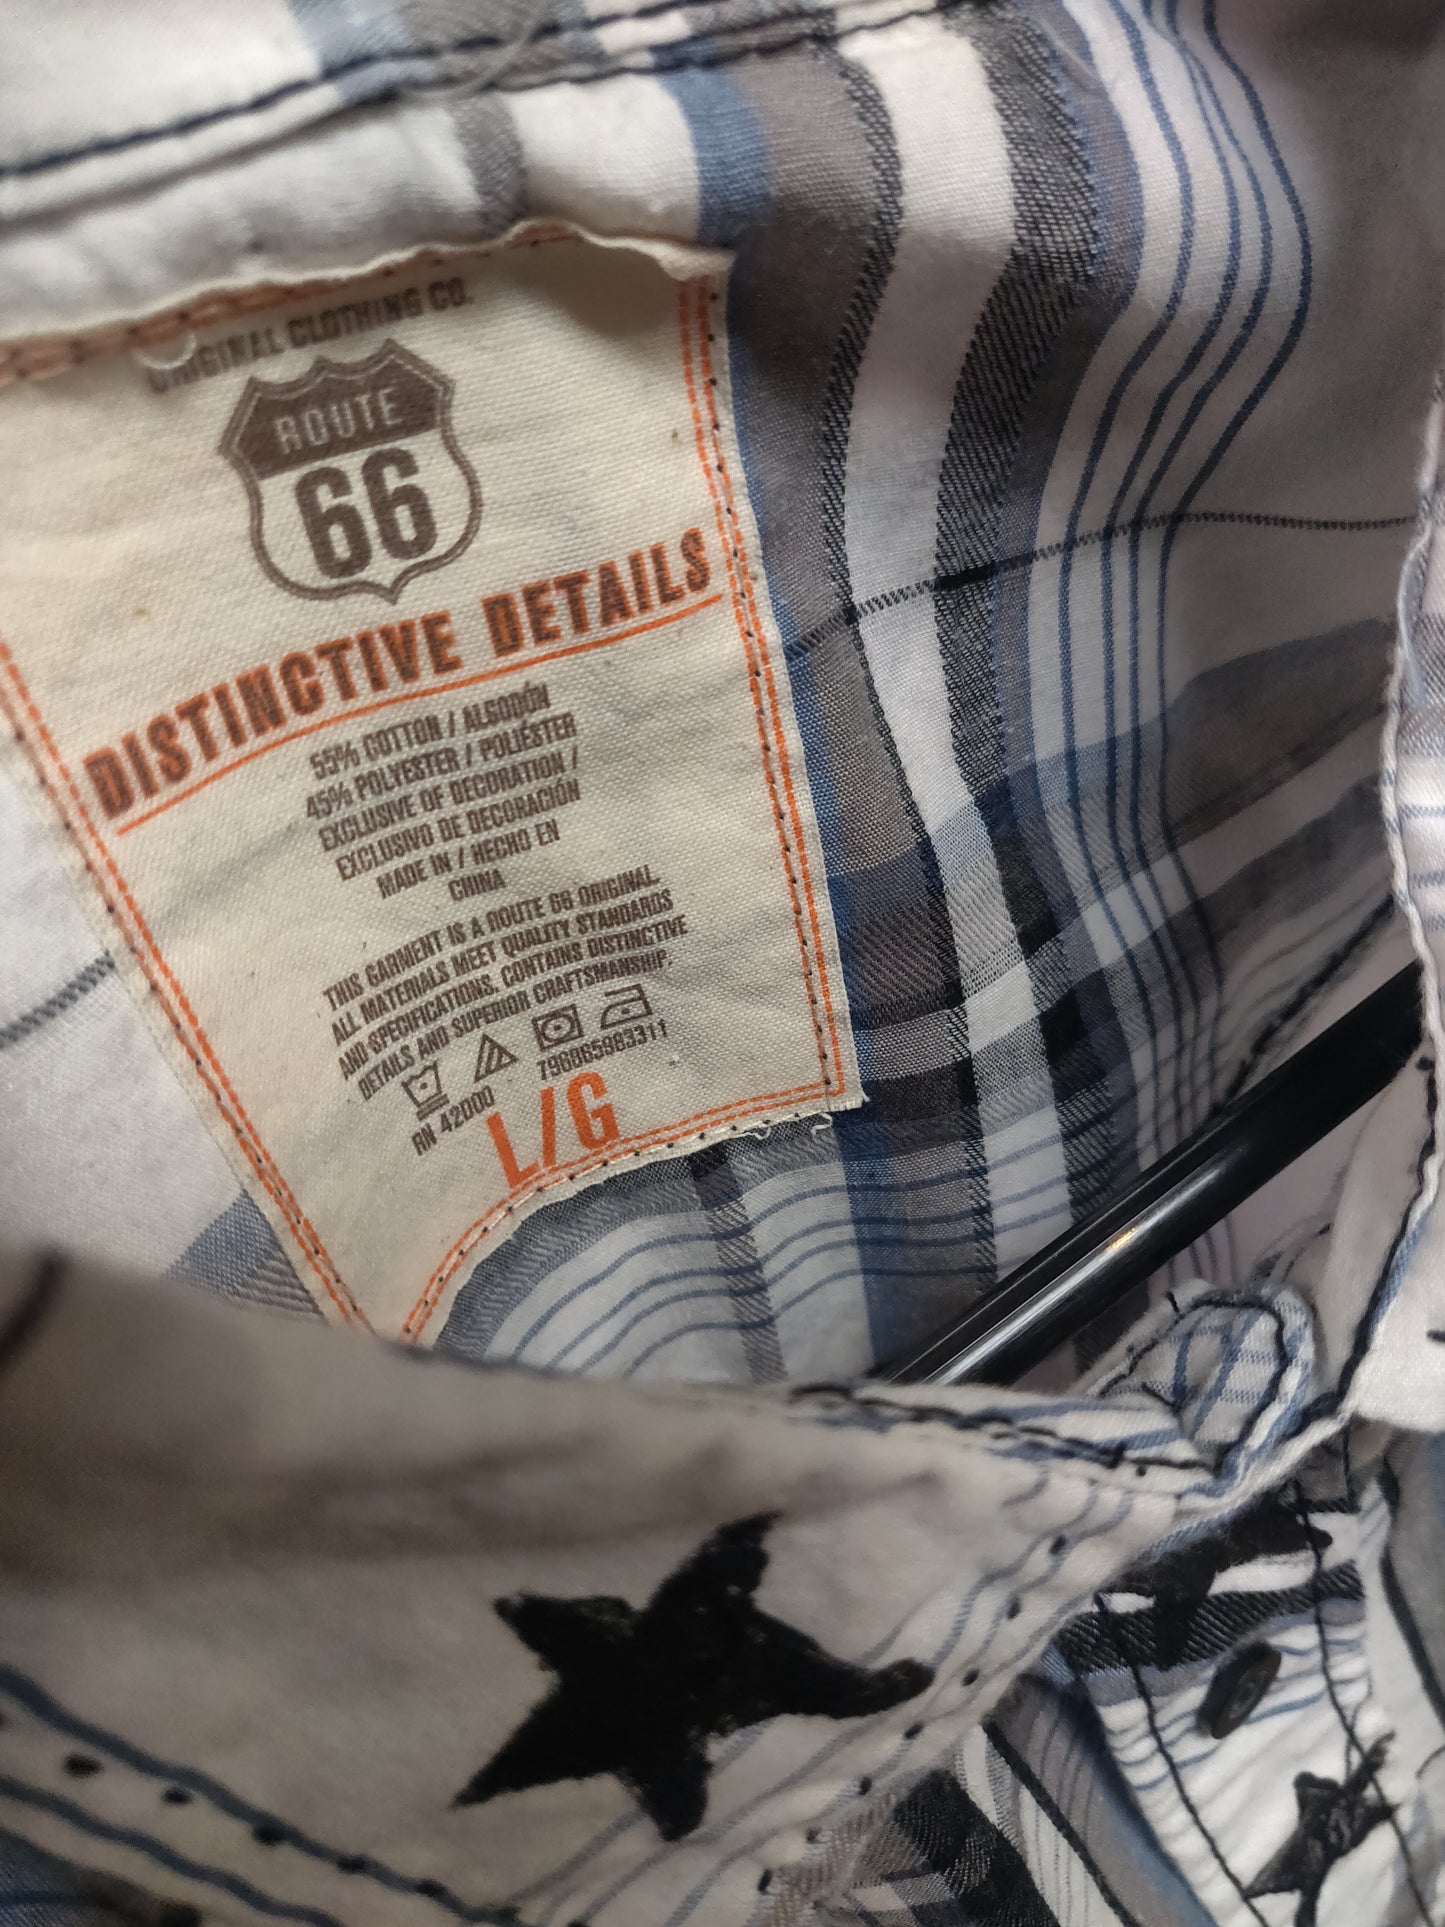 ORIGINAL CLOTHING CO.
ROUTE
66
DISTINCTIVE DETAILS
55% COTTON / ALGODÓN
45% POLYESTER / POLIÉSTER
EXCLUSIVE OF DECORATION /
EXCLUSIVO DE DECORACIÓN
MADE IN / HECHO EN
CHINA
THIS GARMENT IS A ROUTE 66 ORIGINAL.
ALL MATERIALS MEET QUALITY STANDARDS
AND SPECIFICATIONS. CONTAINS DISTINCTIVE
DETAILS AND SUPERIOR CRAFTSMANSHIP.
RN 42000 796865983311
L/G